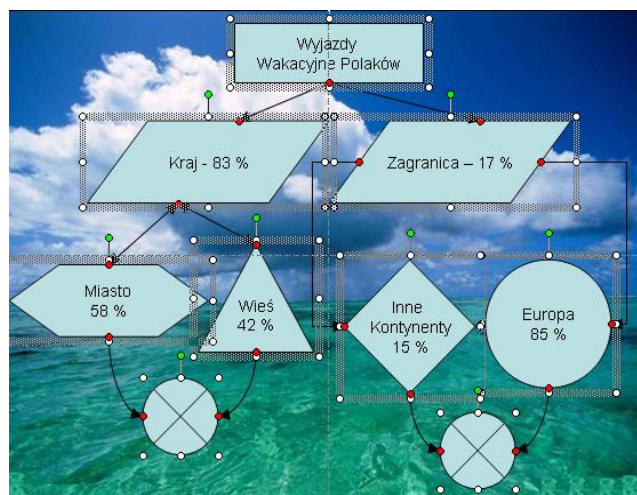 Wyjazdy
Wakacyjne Polaków
Kraj - 83 %
Zagranica – 17 %
Miasto
58 %
Wieś
42 %
Inne
Kontynenty
15 %
Europa
85 %